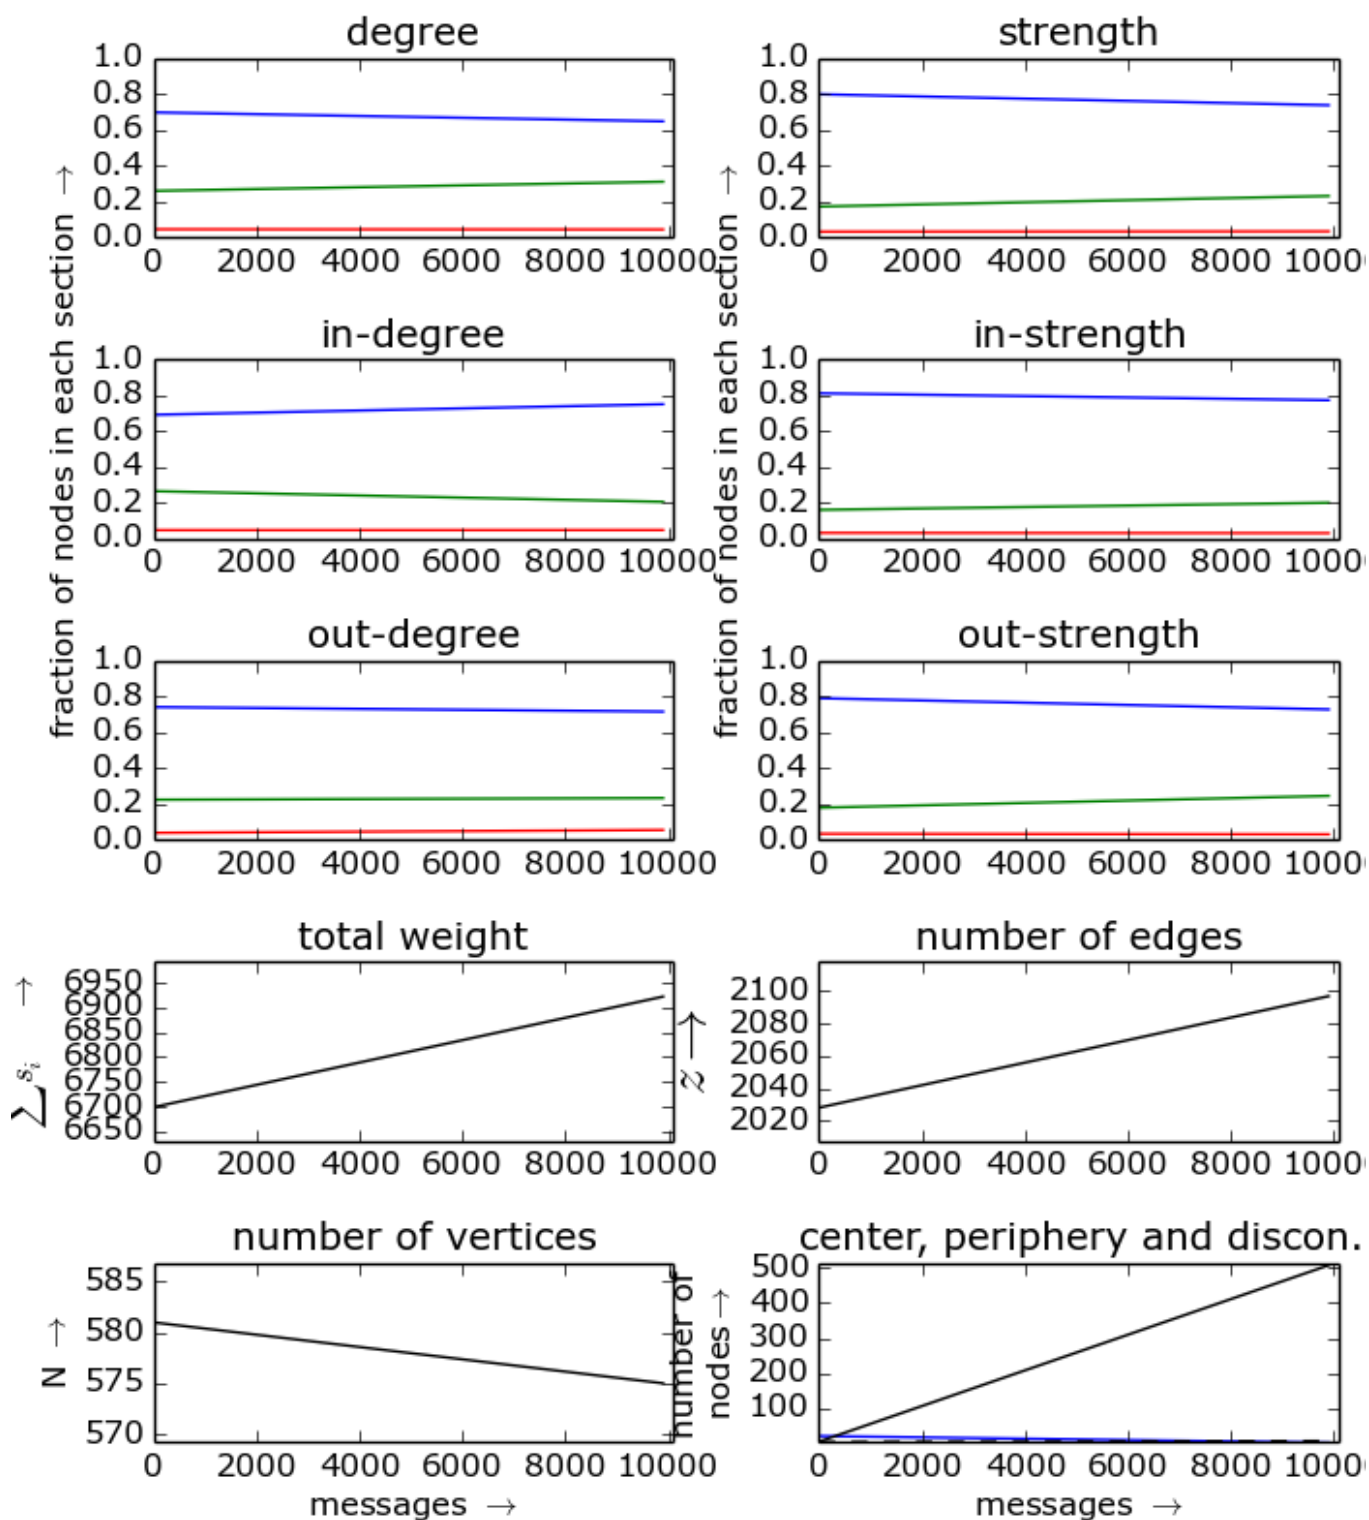 degree
1.0
0.8
0.6
0.4
0.2
0.0
0 2000 4000 6000 8000 10000
strength
1.0
0.8
0.6
0.4
0.2
0.0
0 2000 4000 6000 8000 1000
fraction of nodes in each section →
fraction of nodes in each section →
in-degree
1.0
0.8
0.6
0.4
0.2
0.0
0 2000 4000 6000 8000 10000
in-strength
1.0
0.8
0.6
0.4
0.2
0.0
0 2000 4000 6000 8000 1000
out-degree
1.0
0.8
0.6
0.4
0.2
0.0
0 2000 4000 6000 8000 10000
out-strength
1.0
0.8
0.6
0.4
0.2
0.0
0 2000 4000 6000 8000 1000
total weight
∑ s_i →
6950
6900
6850
6800
6750
6700
6650
0 2000 4000 6000 8000 10000
number of edges
z →
2100
2080
2060
2040
2020
0 2000 4000 6000 8000 1000
number of vertices
N →
585
580
575
570
0 2000 4000 6000 8000 10000
messages →
center, periphery and discon.
number of
nodes →
500
400
300
200
100
0 2000 4000 6000 8000 1000
messages →